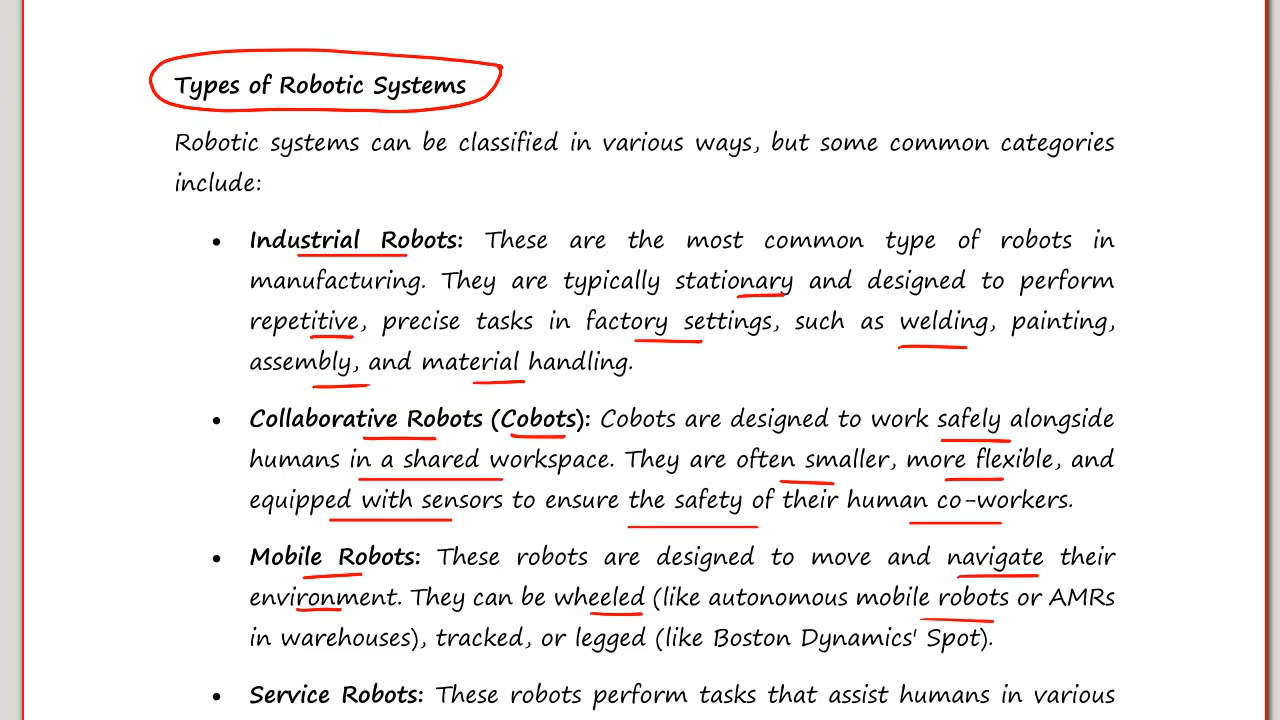 Types of Robotic Systems
Robotic systems can be classified in various ways, but some common categories
include:
• Industrial Robots: These are the most common type of robots in
manufacturing. They are typically stationary and designed to perform
repetitive, precise tasks in factory settings, such as welding, painting,
assembly, and material handling.
• Collaborative Robots (Cobots): Cobots are designed to work safely alongside
humans in a shared workspace. They are often smaller, more flexible, and
equipped with sensors to ensure the safety of their human co-workers.
• Mobile Robots: These robots are designed to move and navigate their
environment. They can be wheeled (like autonomous mobile robots or AMRs
in warehouses), tracked, or legged (like Boston Dynamics' Spot).
• Service Robots: These robots perform tasks that assist humans in various